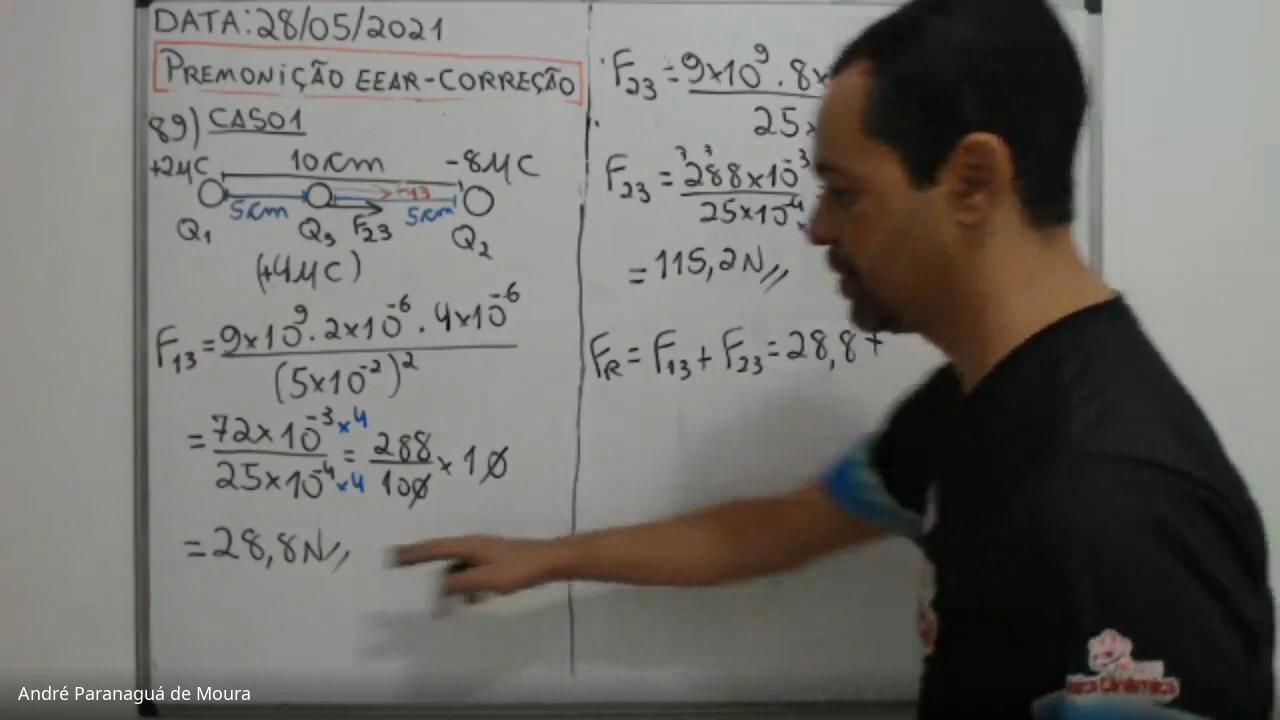 DATA:28/05/2021
PREMONIÇÃO EEAR-CORREÇÃO
89) CASO1
+2μC 10cm -8μC
5cm F23 5cm
Q1 Q3 Q2
(+4μC)
F13 = 9x10^9 . 2x10^-6 . 4x10^-6
(5x10^-2)^2
= 72x10^-3 x4 = 288 x 10
25x10^-4 x4 100
= 28,8N//
F23 = 9x10^9 . 8x
25x
F23 = 288x10^-3
25x10^-4
= 115,2N//
FR = F13 + F23 = 28,8 +
André Paranaguá de Moura